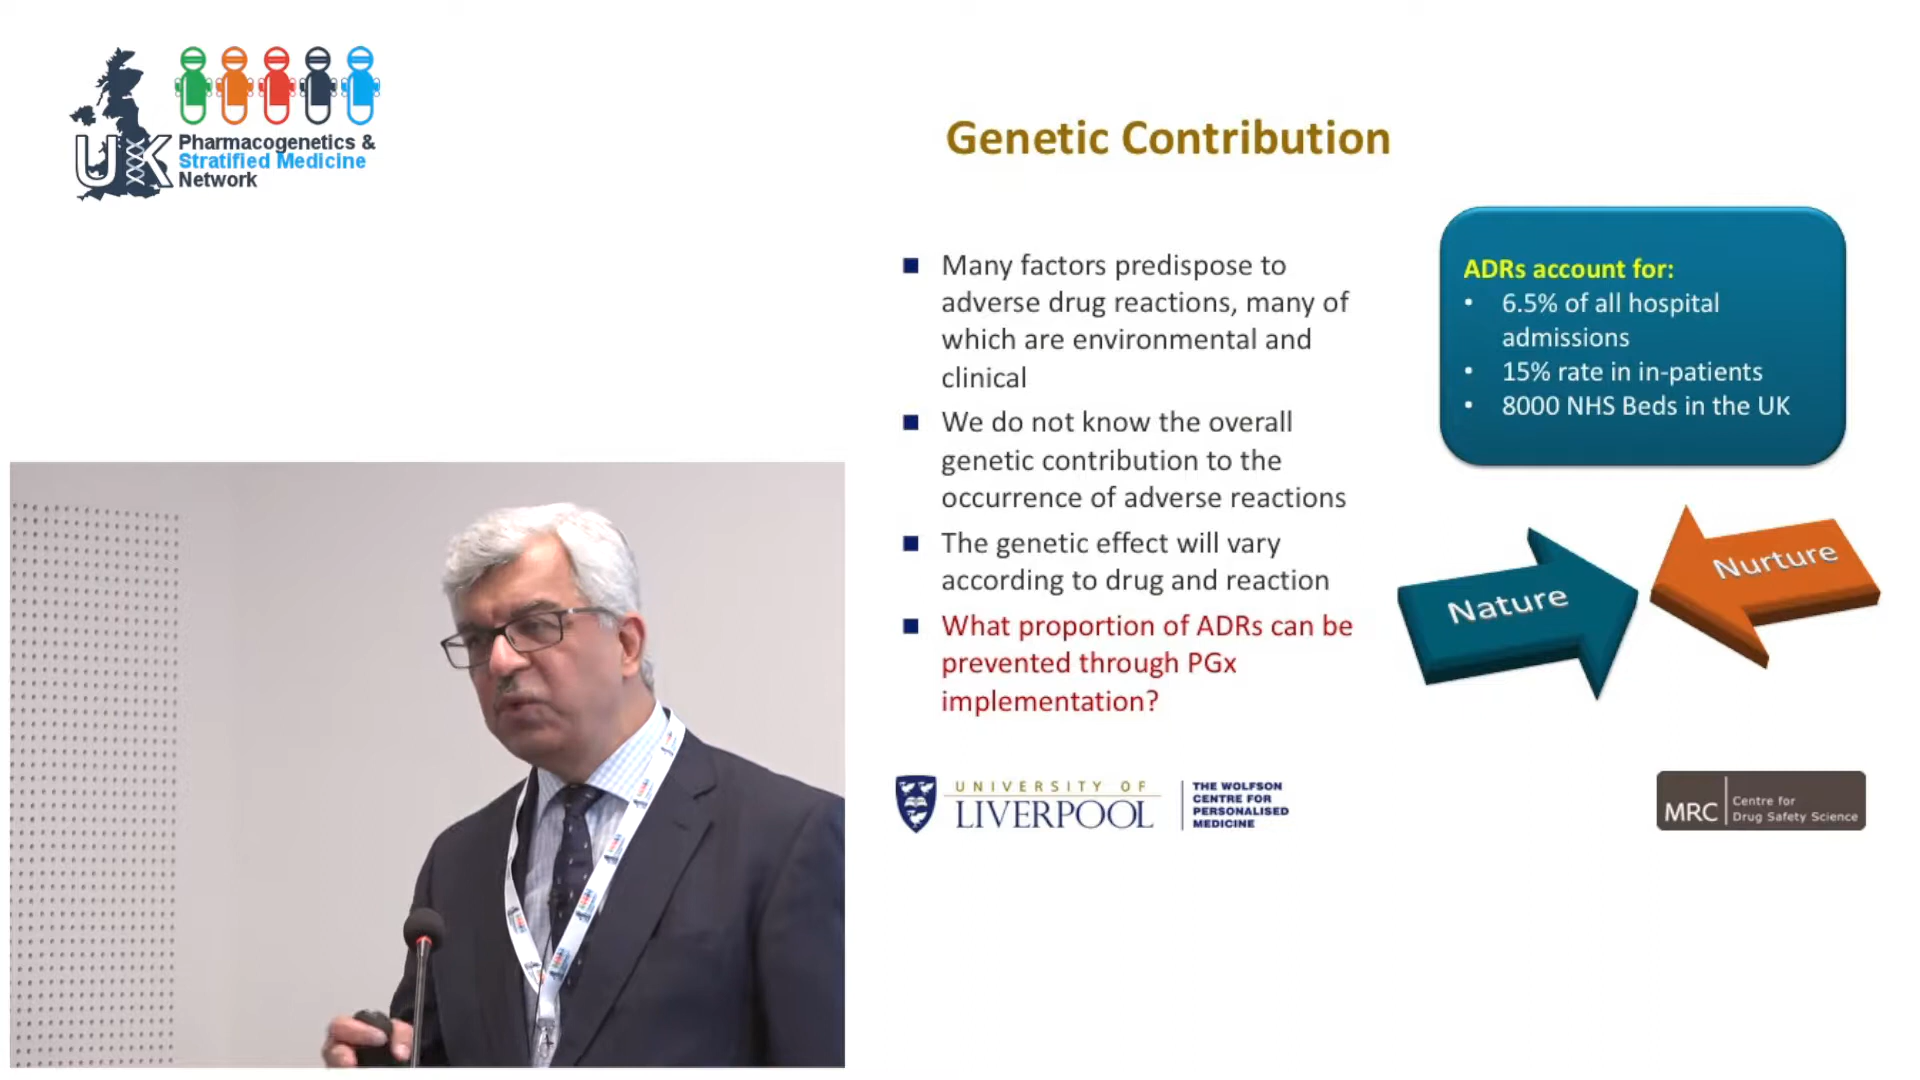 UK
Pharmacogenetics &
Stratified Medicine
Network
Genetic Contribution
Many factors predispose to
adverse drug reactions, many of
which are environmental and
clinical
We do not know the overall
genetic contribution to the
occurrence of adverse reactions
The genetic effect will vary
according to drug and reaction
What proportion of ADRs can be
prevented through PGx
implementation?
ADRs account for:
• 6.5% of all hospital
admissions
• 15% rate in in-patients
• 8000 NHS Beds in the UK
Nature
Nurture
UNIVERSITY OF
LIVERPOOL
THE WOLFSON
CENTRE FOR
PERSONALISED
MEDICINE
MRC
Centre for
Drug Safety Science